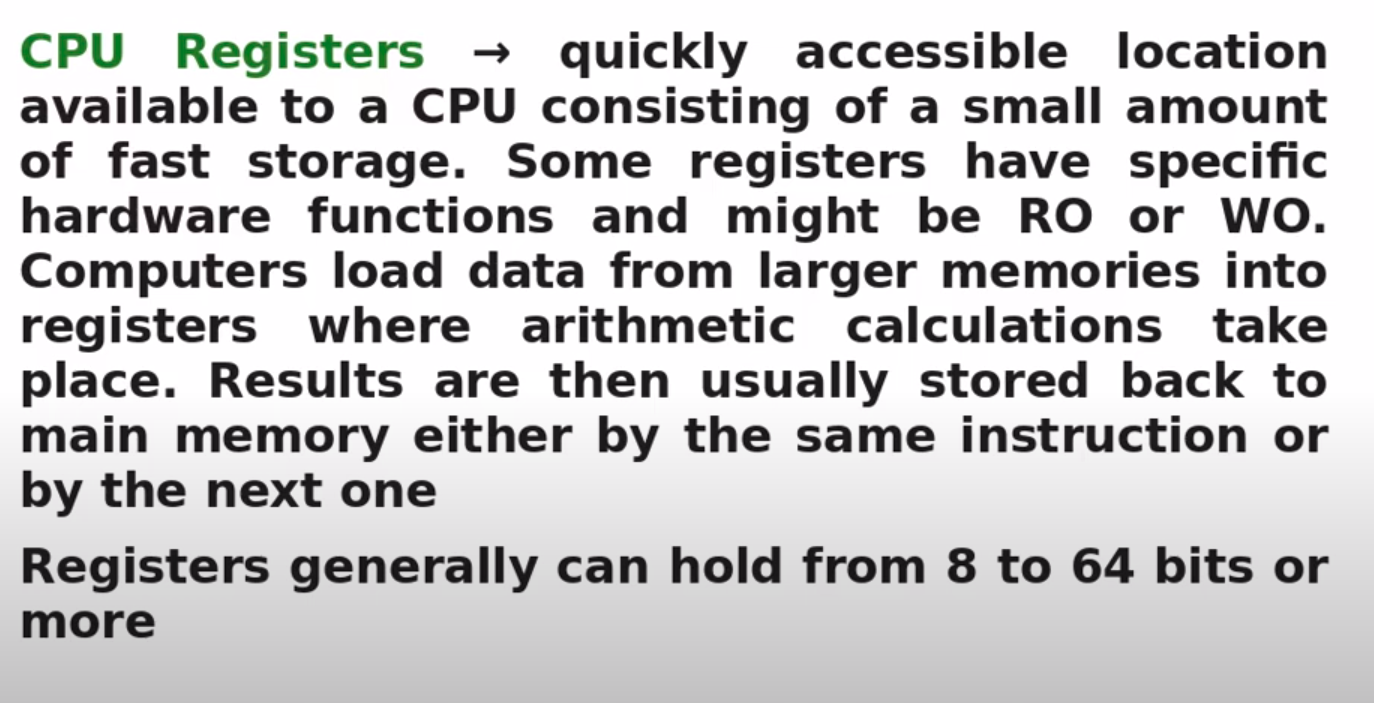 CPU Registers → quickly accessible location
available to a CPU consisting of a small amount
of fast storage. Some registers have specific
hardware functions and might be RO or WO.
Computers load data from larger memories into
registers where arithmetic calculations take
place. Results are then usually stored back to
main memory either by the same instruction or
by the next one
Registers generally can hold from 8 to 64 bits or
more